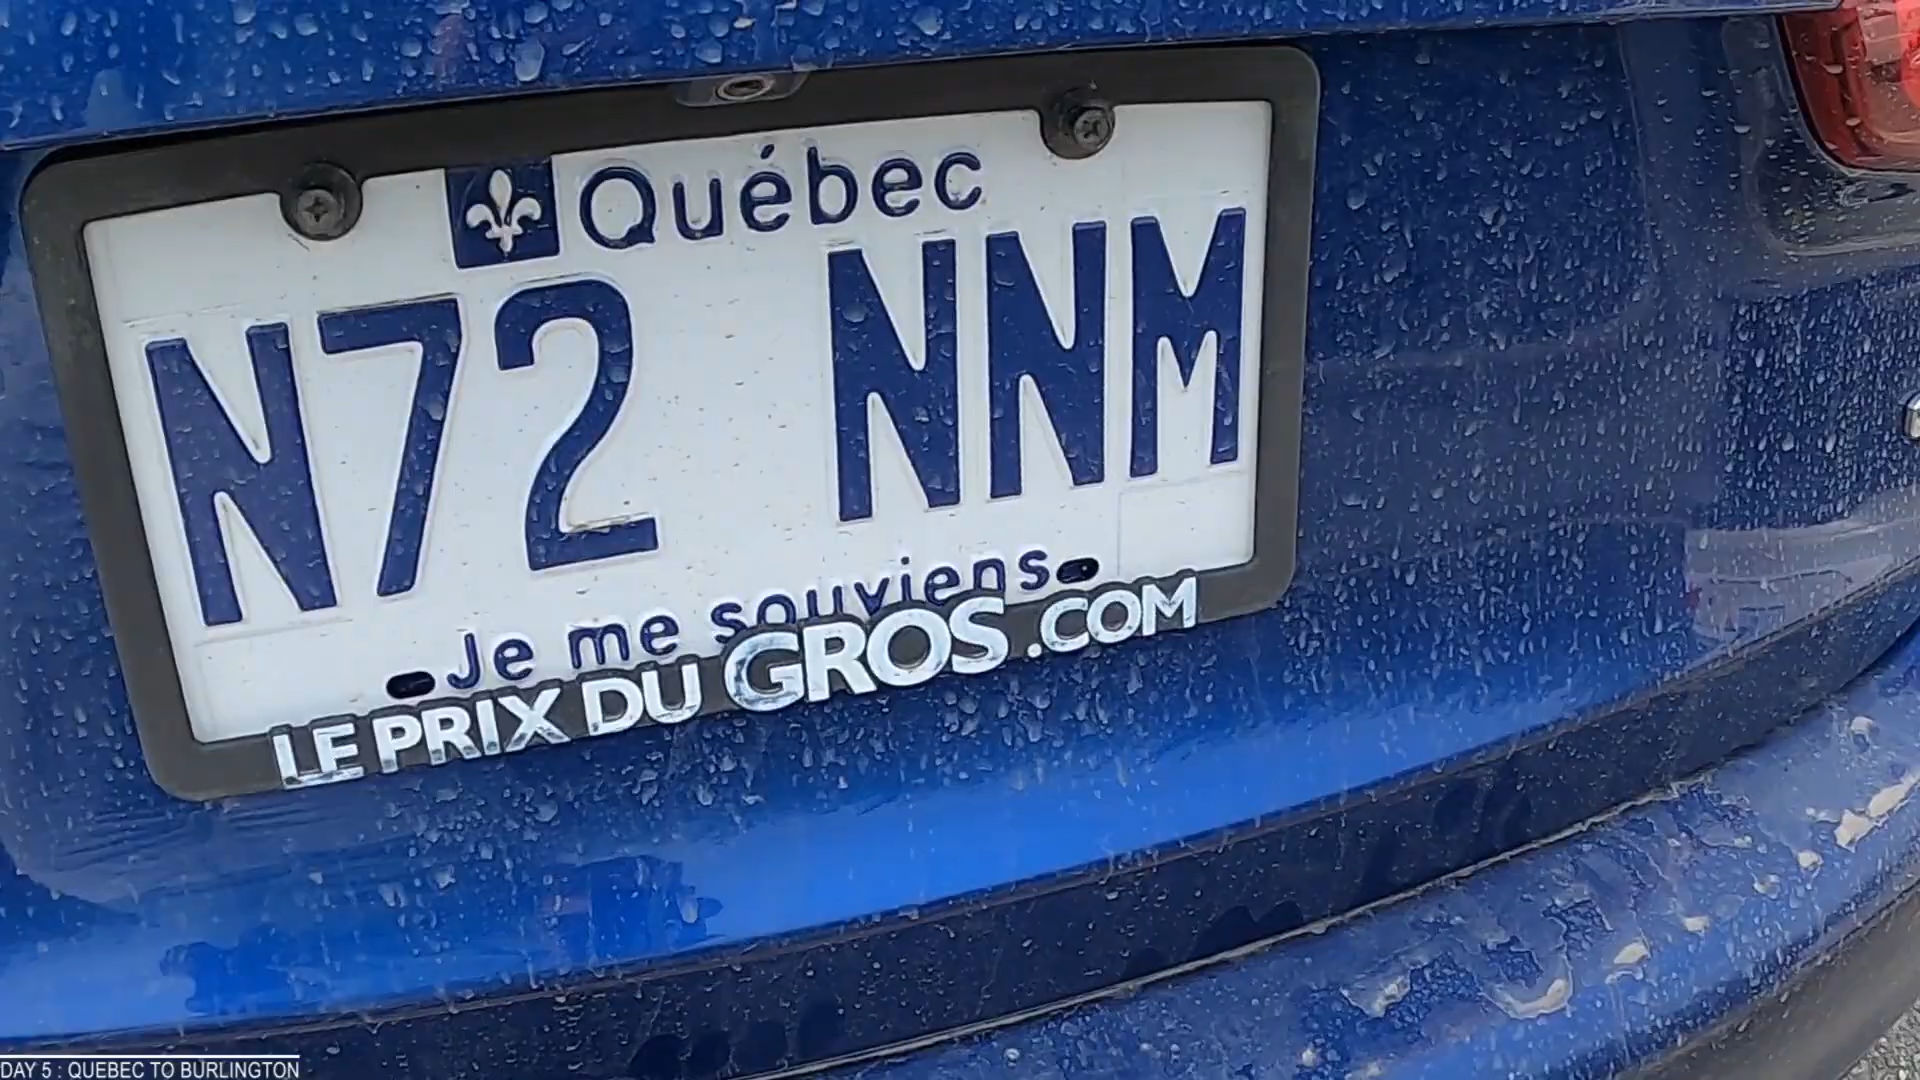 Québec
N72 NNM
Je me souviens
LE PRIX DU GROS.COM
DAY 5 : QUEBEC TO BURLINGTON